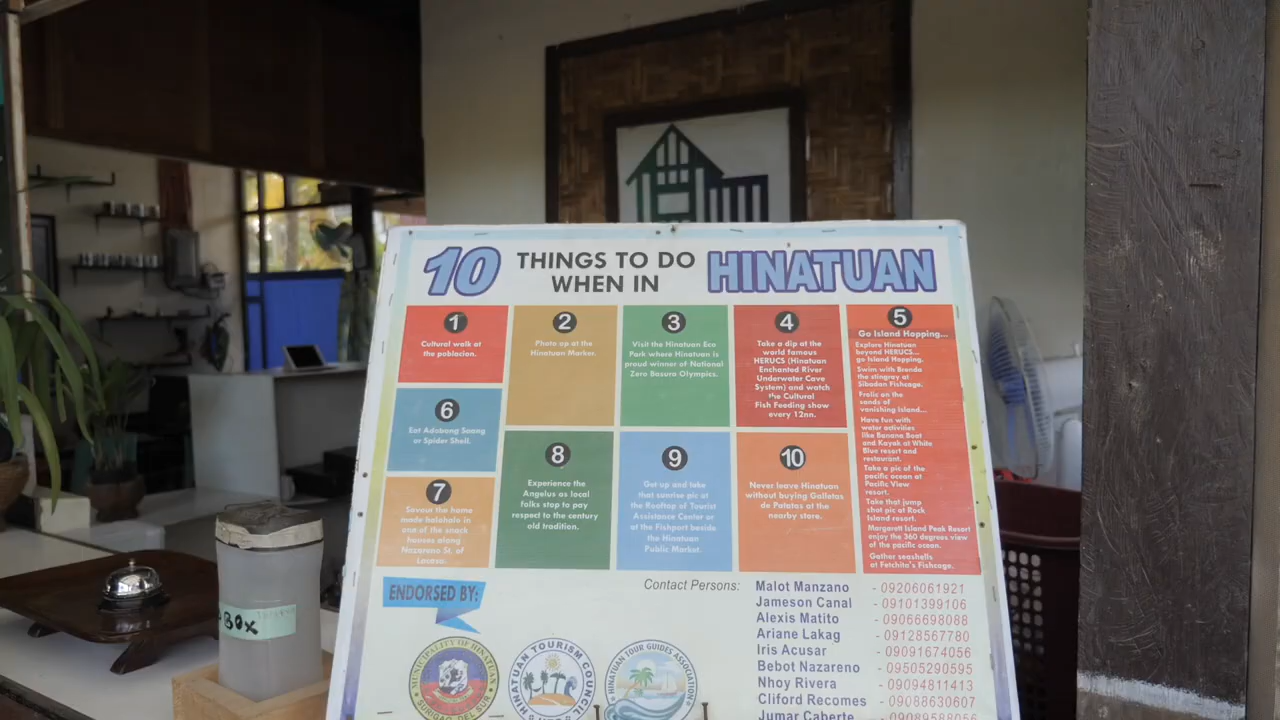 10 THINGS TO DO WHEN IN HINATUAN
1
Cultural walk at
the poblacion.
2
Photo op at the
Hinatuan Marker.
3
Visit the Hinatuan Eco
Park where Hinatuan is
proud winner of National
Zero Basura Olympics.
4
Take a dip at the
world famous
HERUCS (Hinatuan
Enchanted River
Underwater Cave
System) and watch
the Cultural
Fish Feeding show
every 12nn.
5
Go Island Hopping...
Explore Hinatuan
beyond HERUCS...
go Island Hopping.
Swim with Brenda
the stingray at
Sibadan Fishcage.
Frolic on the
sands of
vanishing Island...
Have fun with
water activities
like Banana Boat
and Kayak at White
Blue resort and
restaurant.
Take a pic of the
pacific ocean at
Pacific View
resort.
Take that jump
shot pic at Rock
Island resort.
Margarett Island Peak Resort
enjoy the 360 degrees view
of the pacific ocean.
Gather seashells
at Fetchita's Fishcage.
6
Eat Adobong Saang
or Spider Shell.
7
Savour the home
made halohalo in
one of the snack
houses along
Nazareno St. of
8
Experience the
Angelus as local
folks stop to pay
respect to the century
old tradition.
9
Get up and take
that sunrise pic at
the Rooftop of Tourist
Assistance Center or
at the Fishport beside
the Hinatuan
Public Market.
10
Never leave Hinatuan
without buying Galletas
de Patatas at the
nearby store.
ENDORSED BY:
MUNICIPALITY OF HINATUAN
SURIGAO DEL SUR
HINATUAN TOURISM COUNCIL
HINATUAN TOUR GUIDES ASSOCIATION
Contact Persons:
Malot Manzano - 09206061921
Jameson Canal - 09101399106
Alexis Matito - 09066698088
Ariane Lakag - 09128567780
Iris Acusar - 09091674056
Bebot Nazareno - 09505290595
Nhoy Rivera - 09094811413
Cliford Recomes - 09088630607
Jumar Caberte - 09089588056
BOX